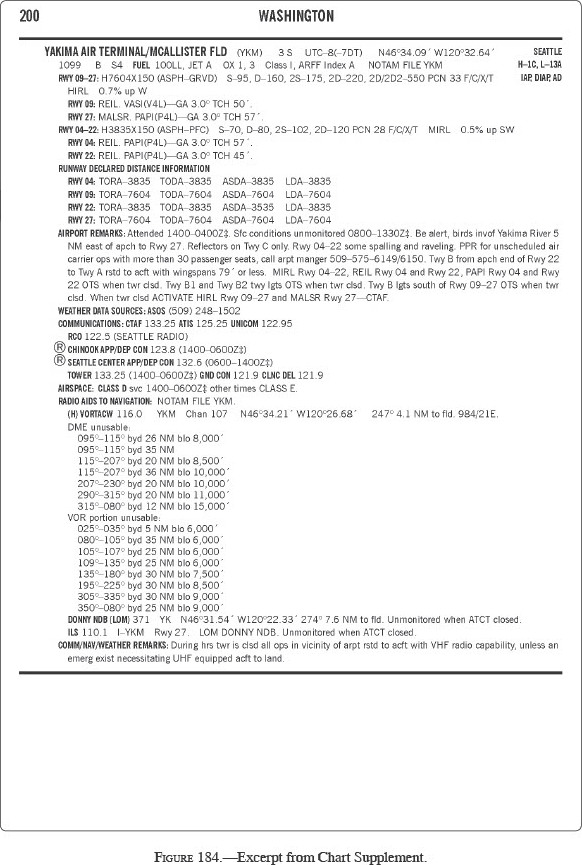 200 WASHINGTON
YAKIMA AIR TERMINAL/MCALLISTER FLD (YKM) 3 S UTC–8(–7DT) N46°34.09´ W120°32.64´ SEATTLE
1099 B S4 FUEL 100LL, JET A OX 1, 3 Class I, ARFF Index A NOTAM FILE YKM H–1C, L–13A
RWY 09–27: H7604X150 (ASPH–GRVD) S–95, D–160, 2S–175, 2D–220, 2D/2D2–550 PCN 33 F/C/X/T IAP, DIAP, AD
HIRL 0.7% up W
RWY 09: REIL. VASI(V4L)—GA 3.0° TCH 50´.
RWY 27: MALSR. PAPI(P4L)—GA 3.0° TCH 57´.
RWY 04–22: H3835X150 (ASPH–PFC) S–70, D–80, 2S–102, 2D–120 PCN 28 F/C/X/T MIRL 0.5% up SW
RWY 04: REIL. PAPI(P4L)—GA 3.0° TCH 57´.
RWY 22: REIL. PAPI(P4L)—GA 3.0° TCH 45´.
RUNWAY DECLARED DISTANCE INFORMATION
RWY 04: TORA–3835 TODA–3835 ASDA–3835 LDA–3835
RWY 09: TORA–7604 TODA–7604 ASDA–7604 LDA–7604
RWY 22: TORA–3835 TODA–3835 ASDA–3535 LDA–3835
RWY 27: TORA–7604 TODA–7604 ASDA–7604 LDA–7604
AIRPORT REMARKS: Attended 1400–0400Z‡. Sfc conditions unmonitored 0800–1330Z‡. Be alert, birds invof Yakima River 5
NM east of apch to Rwy 27. Reflectors on Twy C only. Rwy 04–22 some spalling and raveling. PPR for unscheduled air
carrier ops with more than 30 passenger seats, call arpt manger 509–575–6149/6150. Twy B from apch end of Rwy 22
to Twy A rstd to acft with wingspans 79´ or less. MIRL Rwy 04–22, REIL Rwy 04 and Rwy 22, PAPI Rwy 04 and Rwy
22 OTS when twr clsd. Twy B1 and Twy B2 twy lgts OTS when twr clsd. Twy B lgts south of Rwy 09–27 OTS when twr
clsd. When twr clsd ACTIVATE HIRL Rwy 09–27 and MALSR Rwy 27—CTAF.
WEATHER DATA SOURCES: ASOS (509) 248–1502
COMMUNICATIONS: CTAF 133.25 ATIS 125.25 UNICOM 122.95
RCO 122.5 (SEATTLE RADIO)
Ⓡ CHINOOK APP/DEP CON 123.8 (1400–0600Z‡)
Ⓡ SEATTLE CENTER APP/DEP CON 132.6 (0600–1400Z‡)
TOWER 133.25 (1400–0600Z‡) GND CON 121.9 CLNC DEL 121.9
AIRSPACE: CLASS D svc 1400–0600Z‡ other times CLASS E.
RADIO AIDS TO NAVIGATION: NOTAM FILE YKM.
(H) VORTACW 116.0 YKM Chan 107 N46°34.21´ W120°26.68´ 247° 4.1 NM to fld. 984/21E.
DME unusable:
095°–115° byd 26 NM blo 8,000´
095°–115° byd 35 NM
115°–207° byd 20 NM blo 8,500´
115°–207° byd 36 NM blo 10,000´
207°–230° byd 20 NM blo 10,000´
290°–315° byd 20 NM blo 11,000´
315°–080° byd 12 NM blo 15,000´
VOR portion unusable:
025°–035° byd 5 NM blo 6,000´
080°–105° byd 35 NM blo 6,000´
105°–107° byd 25 NM blo 6,000´
109°–135° byd 25 NM blo 6,000´
135°–180° byd 30 NM blo 7,500´
195°–225° byd 30 NM blo 8,500´
305°–335° byd 30 NM blo 9,000´
350°–080° byd 25 NM blo 9,000´
DONNY NDB (LOM) 371 YK N46°31.54´ W120°22.33´ 274° 7.6 NM to fld. Unmonitored when ATCT closed.
ILS 110.1 I–YKM Rwy 27. LOM DONNY NDB. Unmonitored when ATCT closed.
COMM/NAV/WEATHER REMARKS: During hrs twr is clsd all ops in vicinity of arpt rstd to acft with VHF radio capability, unless an
emerg exist necessitating UHF equipped acft to land.
FIGURE 184.—Excerpt from Chart Supplement.